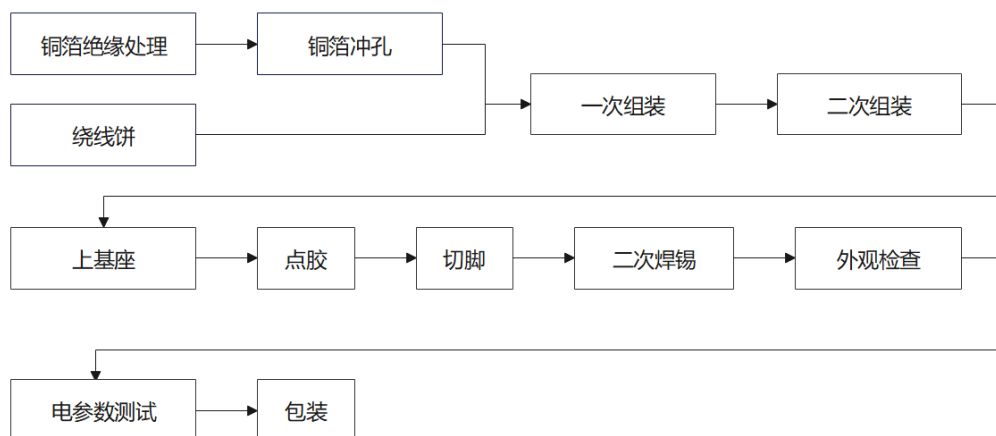 铜箔绝缘处理
铜箔冲孔
绕线饼
一次组装
二次组装
上基座
点胶
切脚
二次焊锡
外观检查
电参数测试
包装